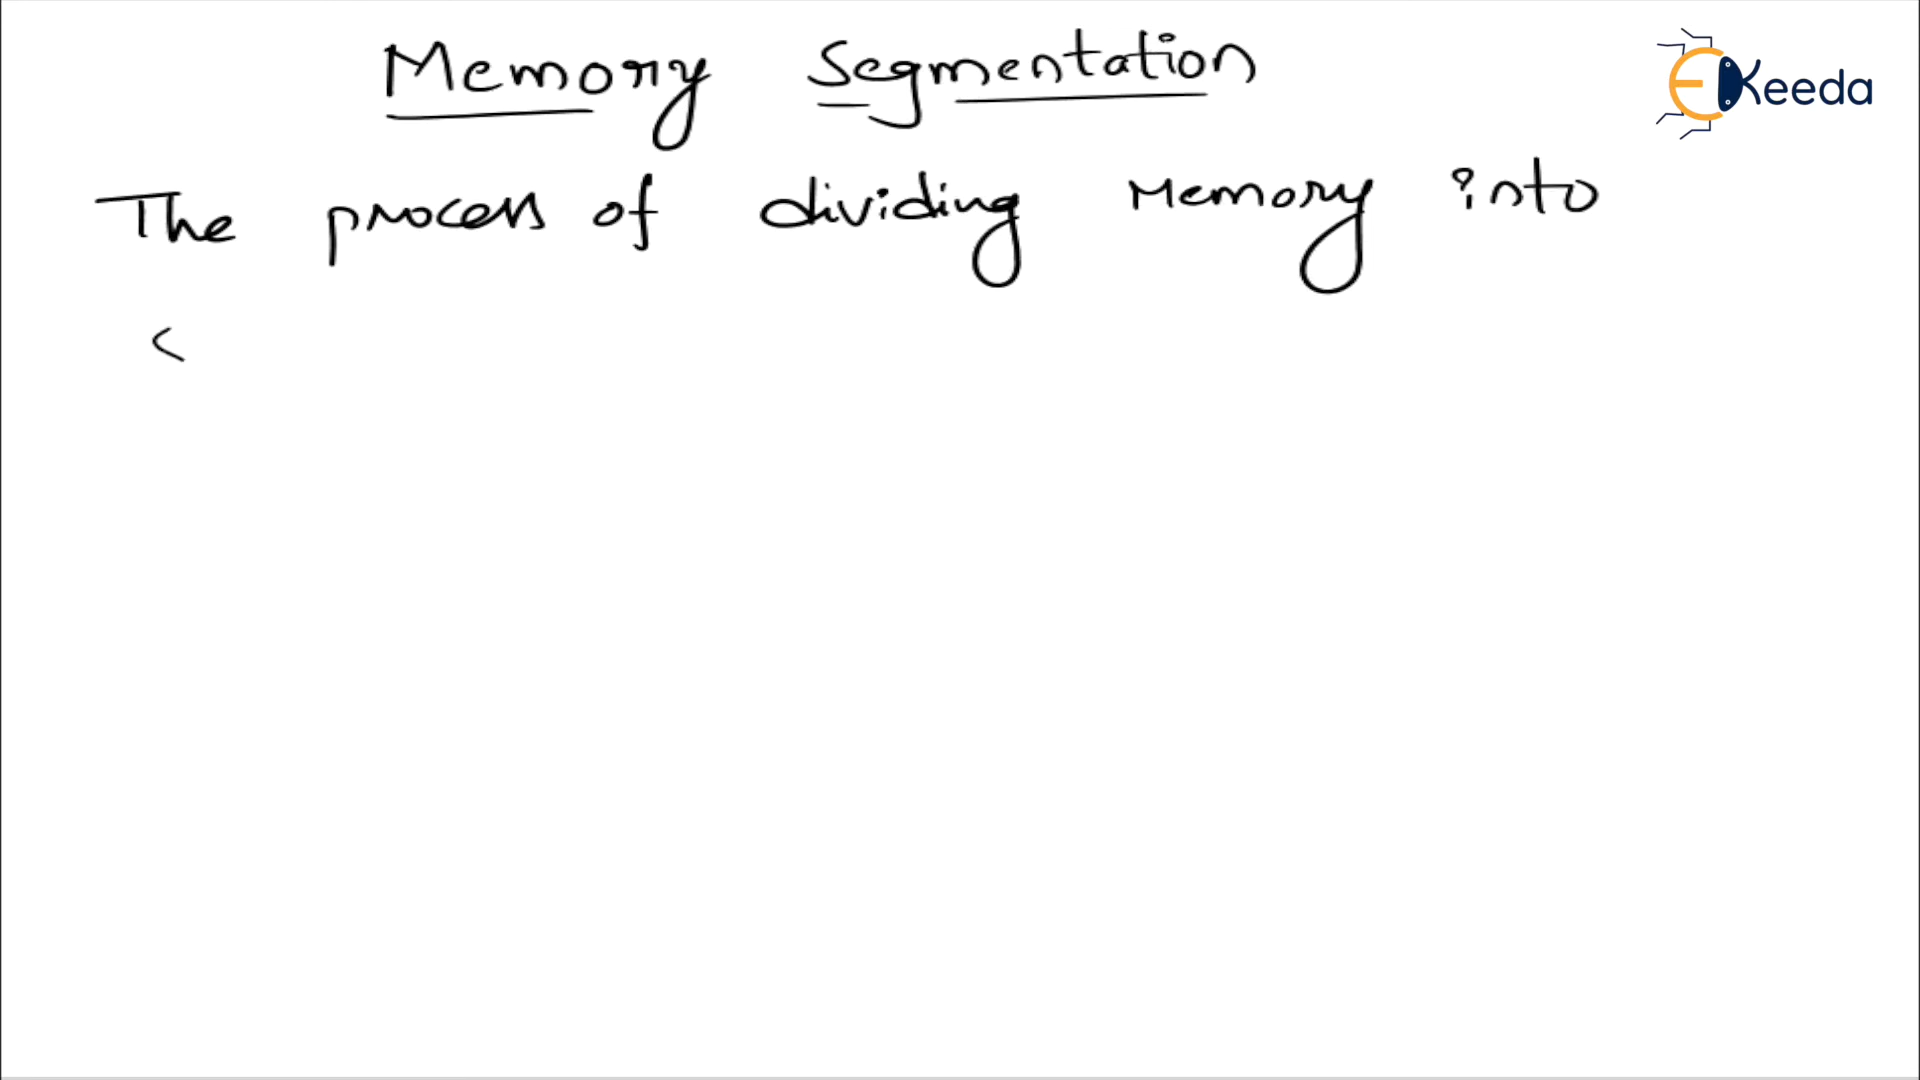 Memory Segmentation
EKeeda
The process of dividing Memory into